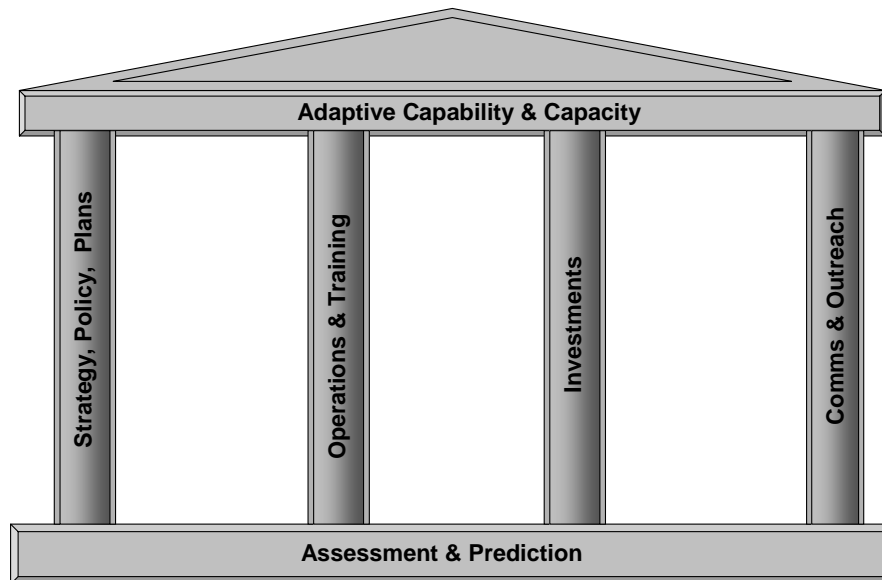 Adaptive Capability & Capacity
Strategy, Policy, Plans
Operations & Training
Investments
Comms & Outreach
Assessment & Prediction